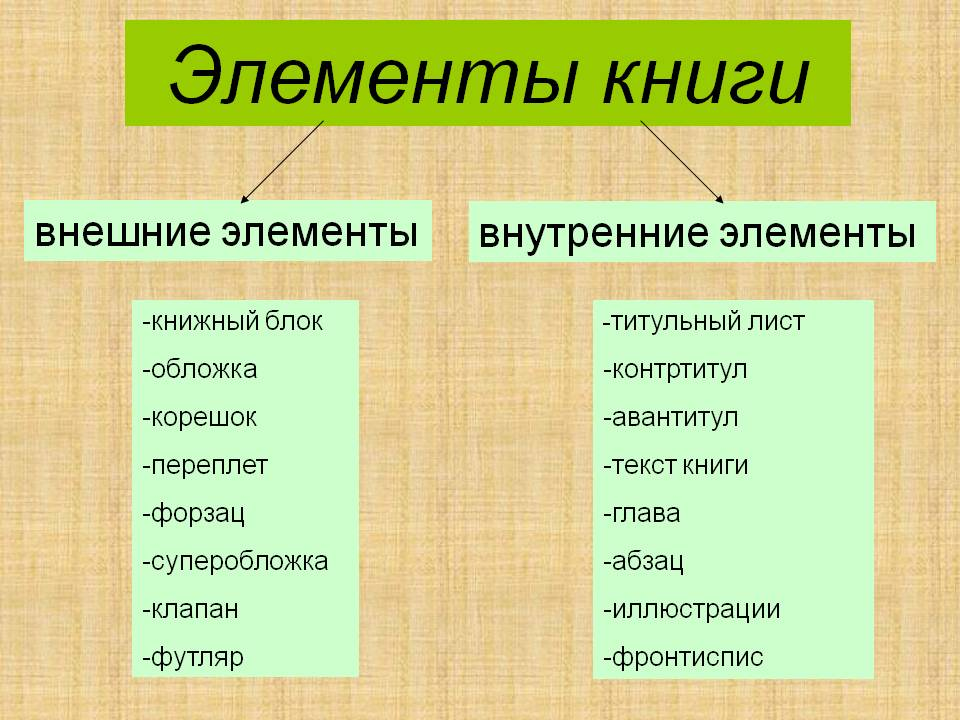 Элементы книги
внешние элементы
-книжный блок
-обложка
-корешок
-переплет
-форзац
-суперобложка
-клапан
-футляр
внутренние элементы
-титульный лист
-контртитул
-авантитул
-текст книги
-глава
-абзац
-иллюстрации
-фронтиспис